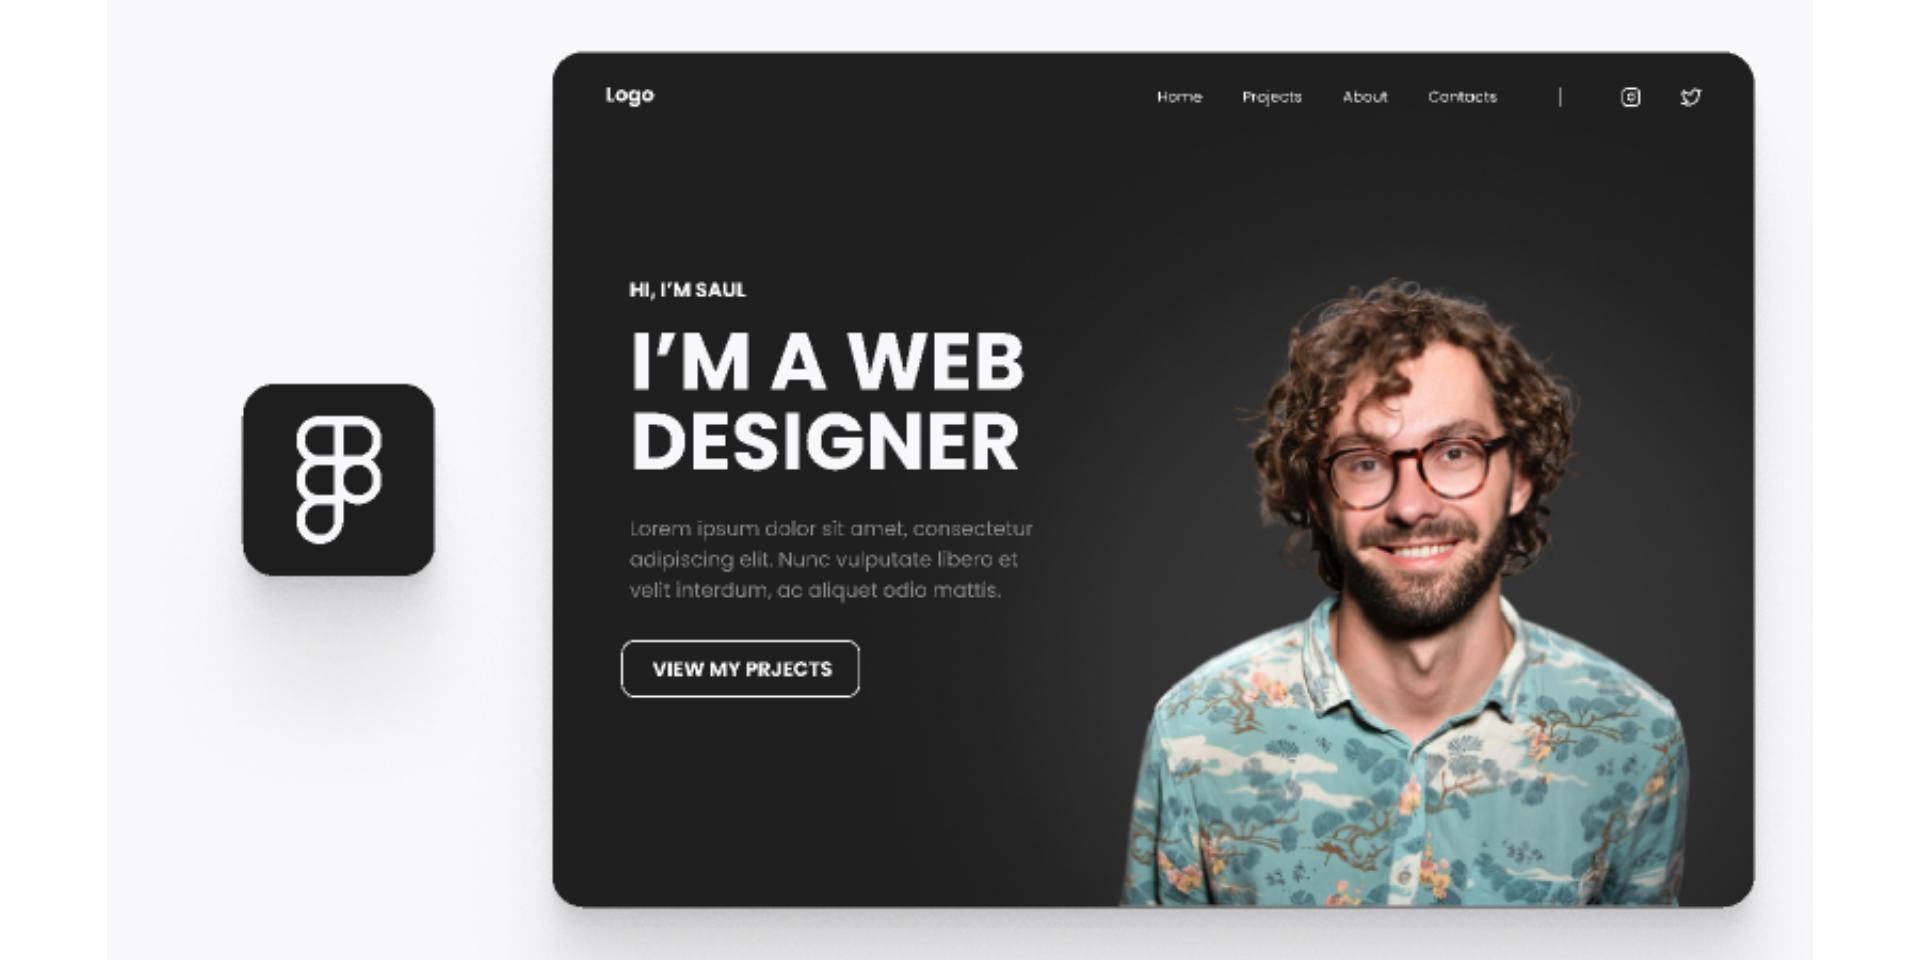 Logo
Home Projects About Contacts
HI, I'M SAUL
I'M A WEB
DESIGNER
Lorem ipsum dolor sit amet, consectetur
adipiscing elit. Nunc vulputate libero et
velit interdum, ac aliquet odio mattis.
VIEW MY PRJECTS